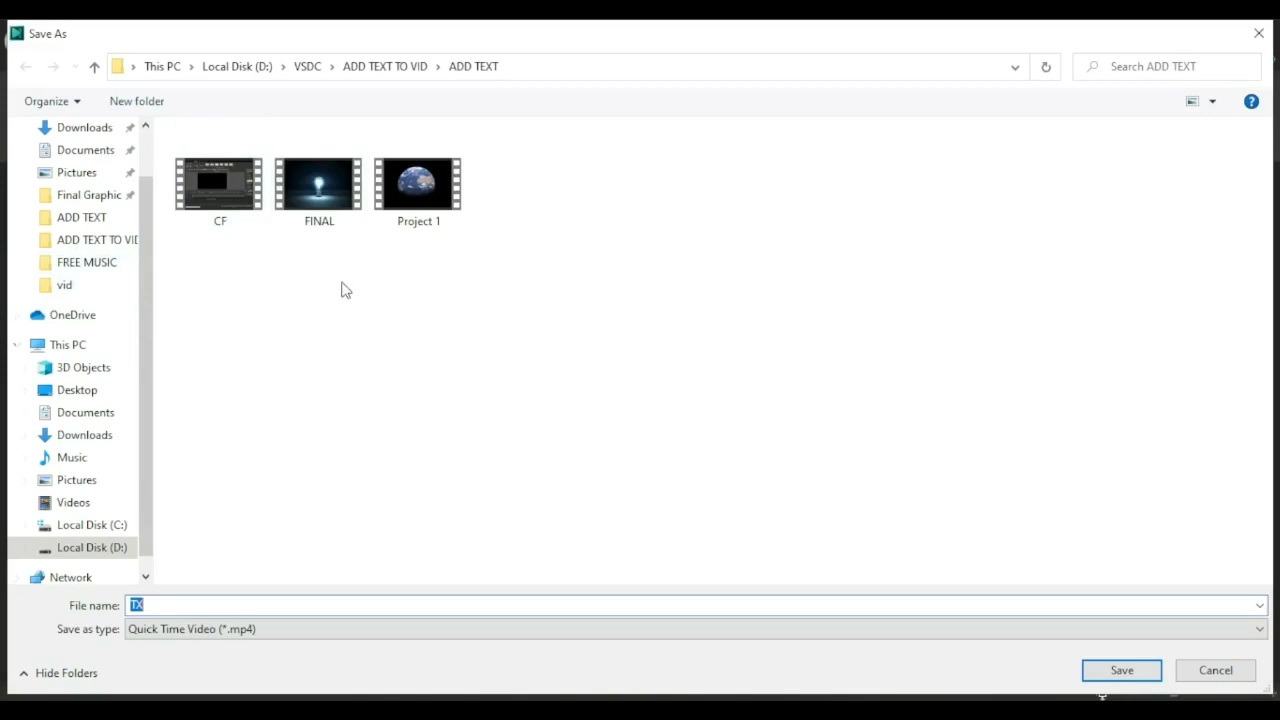 Save As
This PC > Local Disk (D:) > VSDC > ADD TEXT TO VID > ADD TEXT
Search ADD TEXT
Organize
New folder
Downloads
Documents
Pictures
Final Graphic
ADD TEXT
ADD TEXT TO VID
FREE MUSIC
vid
OneDrive
This PC
3D Objects
Desktop
Documents
Downloads
Music
Pictures
Videos
Local Disk (C:)
Local Disk (D:)
Network
CF
FINAL
Project 1
File name: TX
Save as type: Quick Time Video (*.mp4)
Hide Folders
Save
Cancel